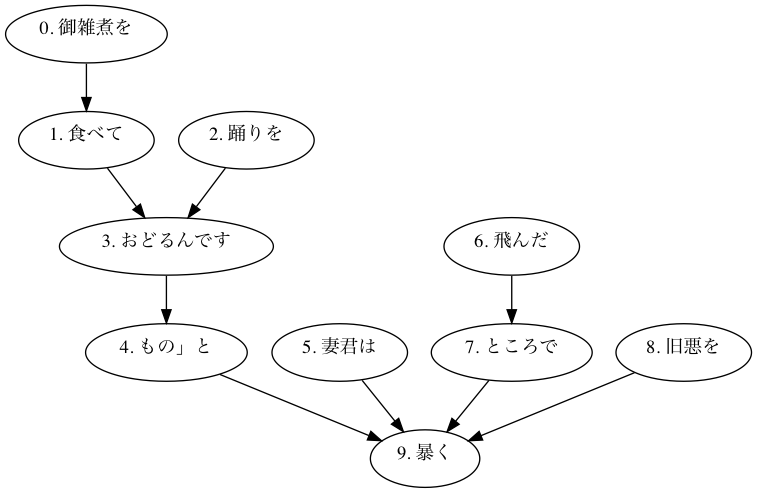 0. 御雑煮を
1. 食べて
2. 踊りを
3. おどるんです
6. 飛んだ
4. もの」と
5. 妻君は
7. ところで
8. 旧悪を
9. 暴く